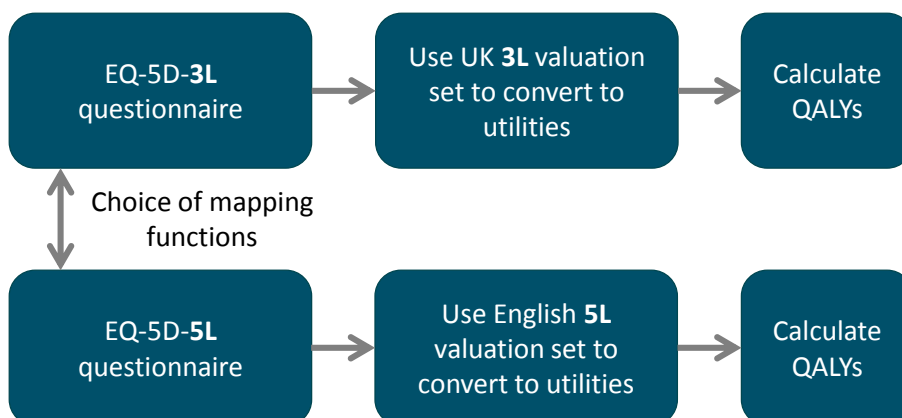 EQ-5D-3L
questionnaire
Use UK 3L valuation
set to convert to
utilities
Calculate
QALYs
Choice of mapping
functions
EQ-5D-5L
questionnaire
Use English 5L
valuation set to
convert to utilities
Calculate
QALYs